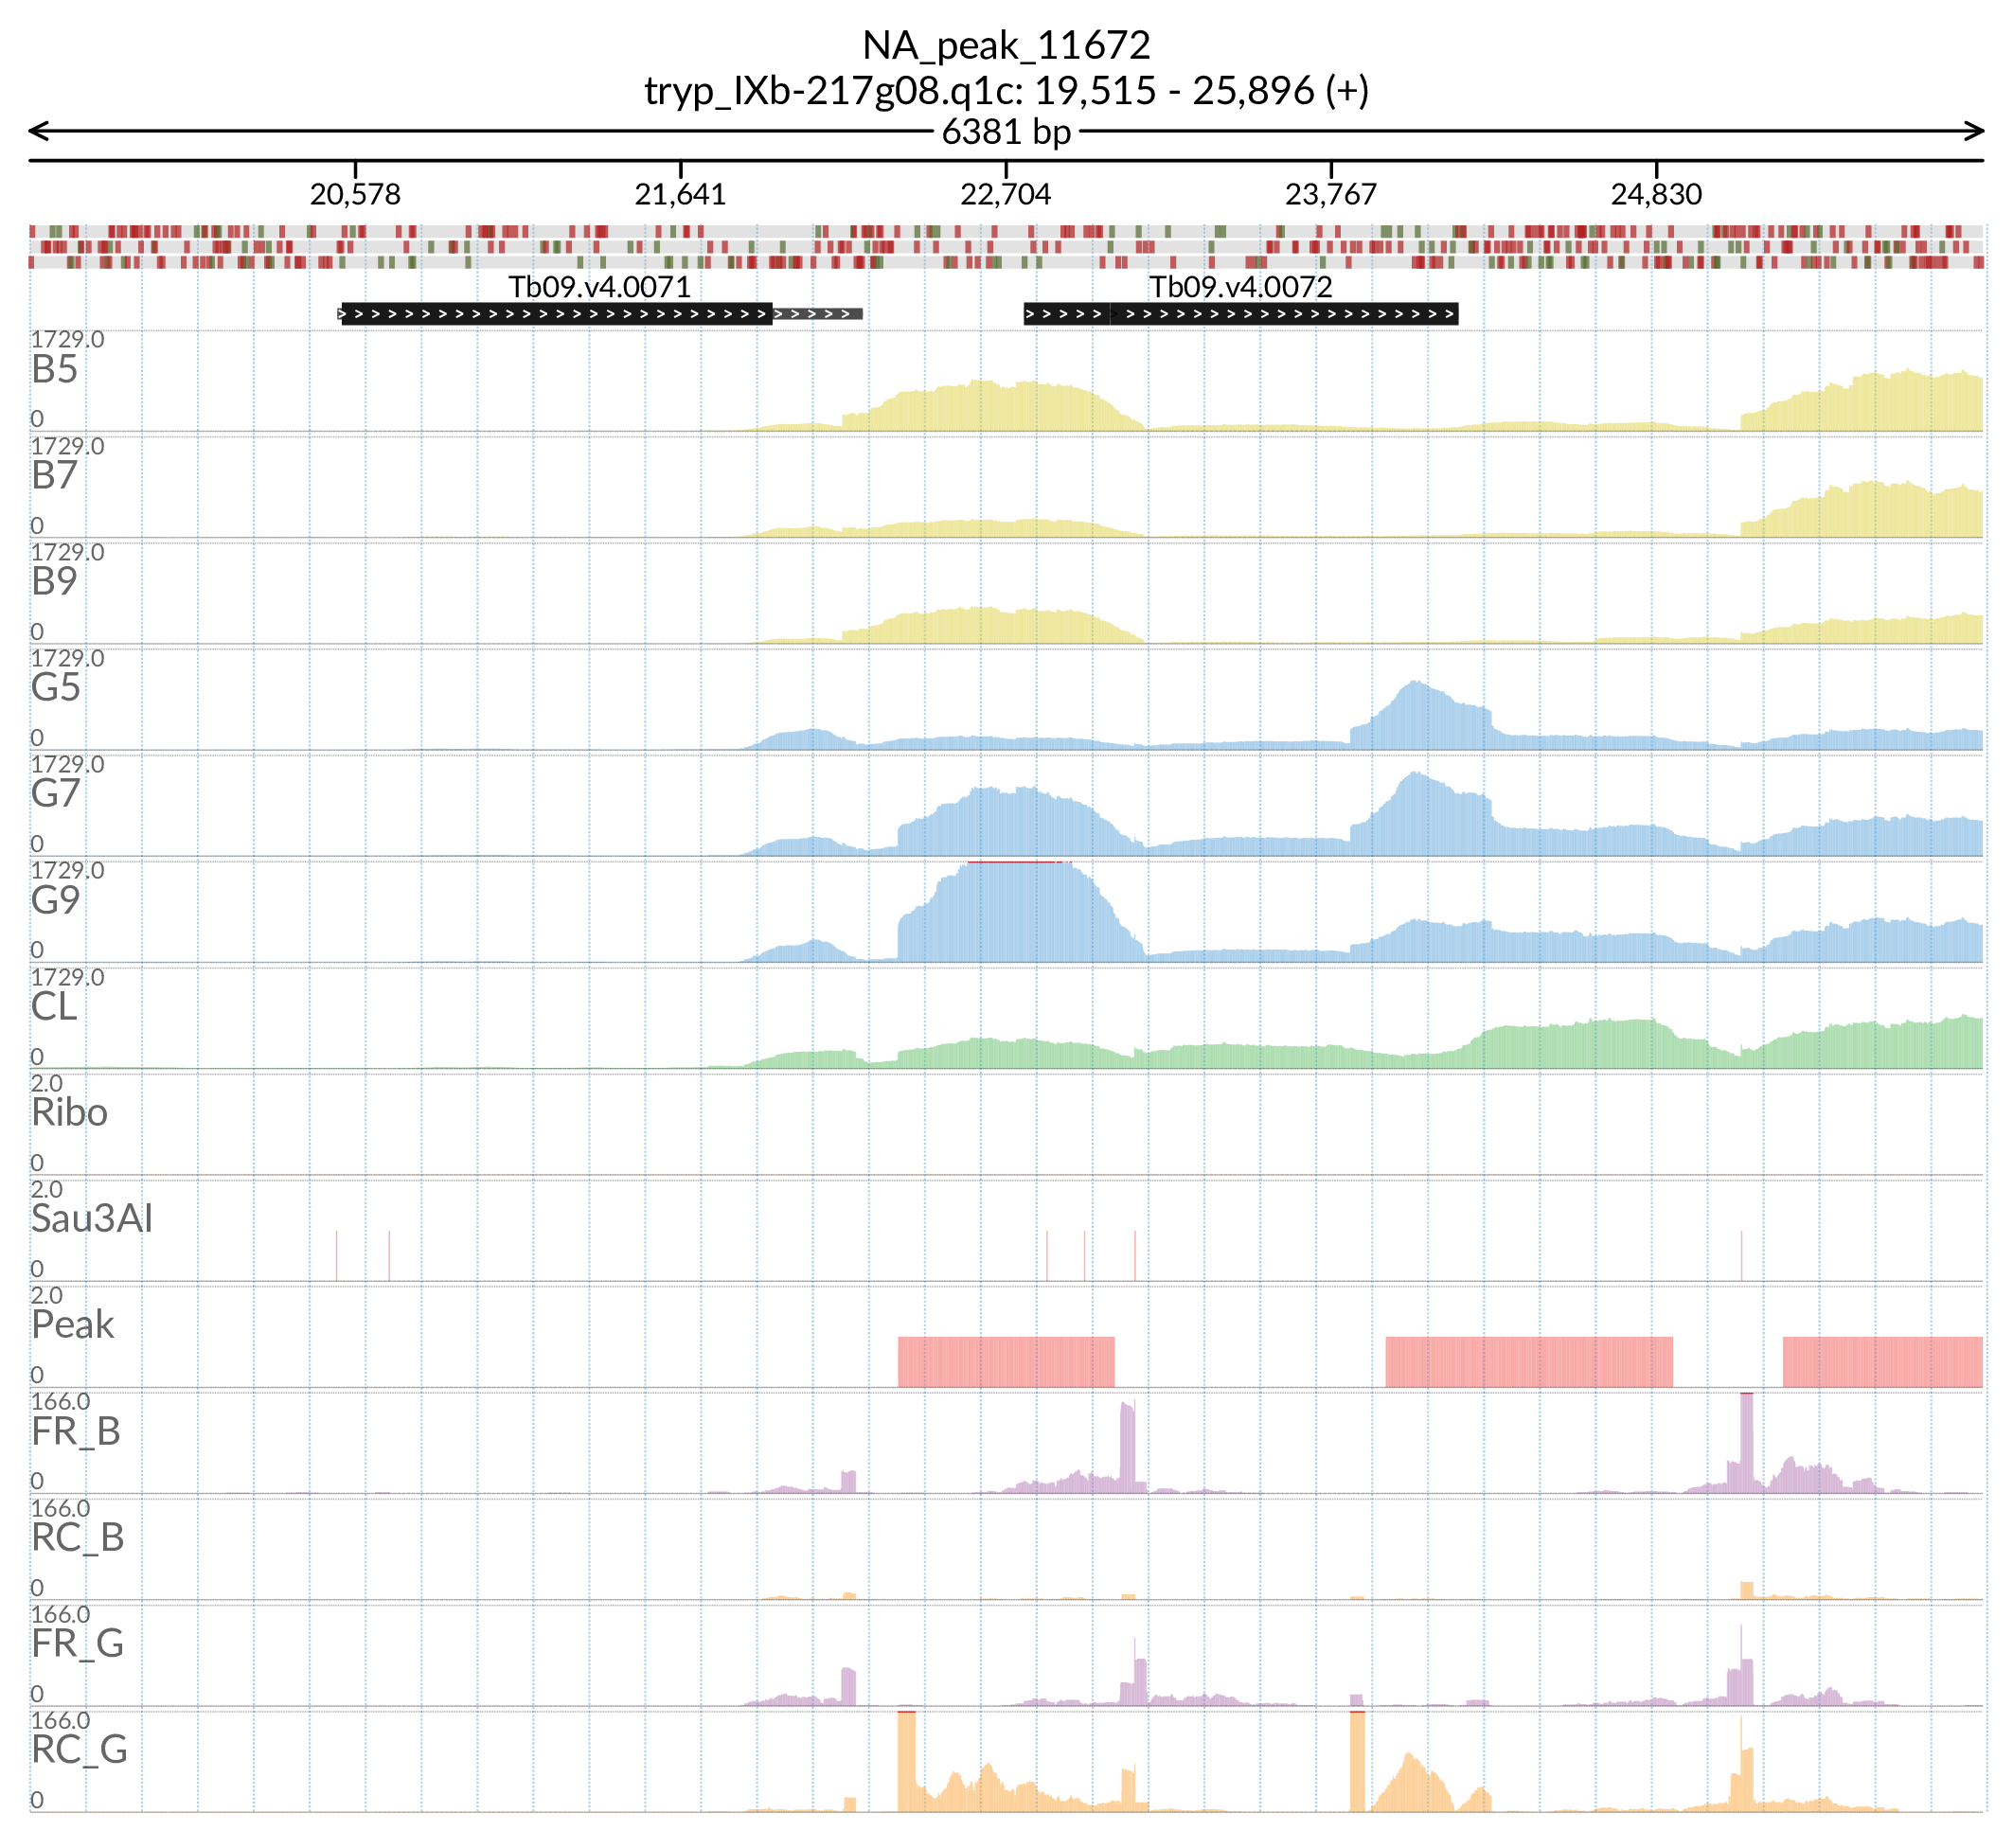 NA_peak_11672
tryp_IXb-217g08.q1c: 19,515 - 25,896 (+)
6381 bp
20,578 21,641 22,704 23,767 24,830
Tb09.v4.0071 Tb09.v4.0072
1729.0
B5
0
1729.0
B7
0
1729.0
B9
0
1729.0
G5
0
1729.0
G7
0
1729.0
G9
0
1729.0
CL
0
2.0
Ribo
0
2.0
Sau3AI
0
2.0
Peak
0
166.0
FR_B
0
166.0
RC_B
0
166.0
FR_G
0
166.0
RC_G
0